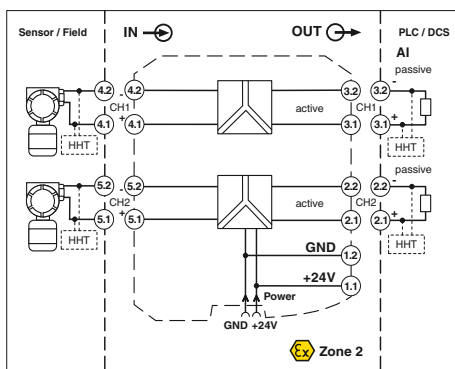 Sensor / Field
IN
OUT
PLC / DCS
AI
passive
4.2
-
4.2
3.2
3.2
-
CH1
CH1
4.1
+
4.1
active
3.1
3.1
+
HHT
HHT
passive
5.2
-
5.2
2.2
2.2
-
CH2
CH2
5.1
+
5.1
active
2.1
2.1
+
HHT
HHT
GND
1.2
+24V
1.1
Power
GND +24V
Ex Zone 2